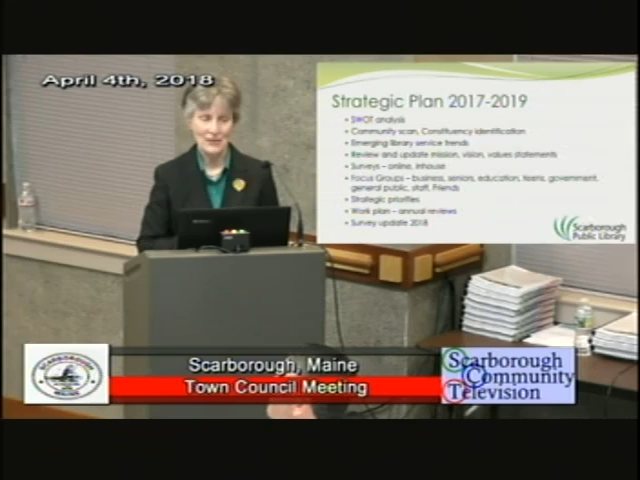 April 4th, 2018
Strategic Plan 2017-2019
• SWOT analysis
• Community scan, Constituency identification
• Emerging library service trends
• Review and update mission, vision, values statements
• Surveys – online, inhouse
• Focus Groups – business, seniors, education, teens, government,
general public, staff, Friends
• Strategic priorities
• Work plan – annual reviews
• Survey update 2018
Scarborough
Public Library
SCARBOROUGH
MAINE
Scarborough, Maine
Town Council Meeting
Scarborough
Community
Television